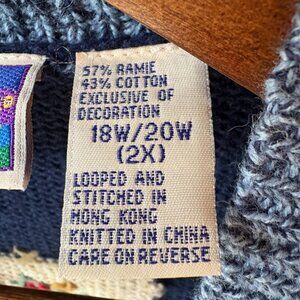 57% RAMIE
43% COTTON
EXCLUSIVE OF
DECORATION
18W/20W
(2X)
LOOPED AND
STITCHED IN
HONG KONG
KNITTED IN CHINA
CARE ON REVERSE